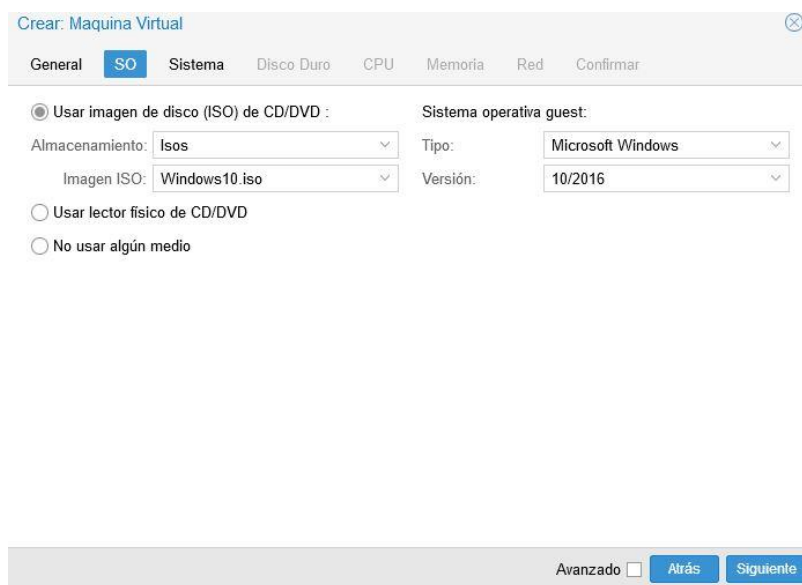 Crear: Maquina Virtual
General SO Sistema Disco Duro CPU Memoria Red Confirmar
Usar imagen de disco (ISO) de CD/DVD :
Almacenamiento: Isos
Imagen ISO: Windows10.iso
Usar lector físico de CD/DVD
No usar algún medio
Sistema operativa guest:
Tipo: Microsoft Windows
Versión: 10/2016
Avanzado Atrás Siguiente